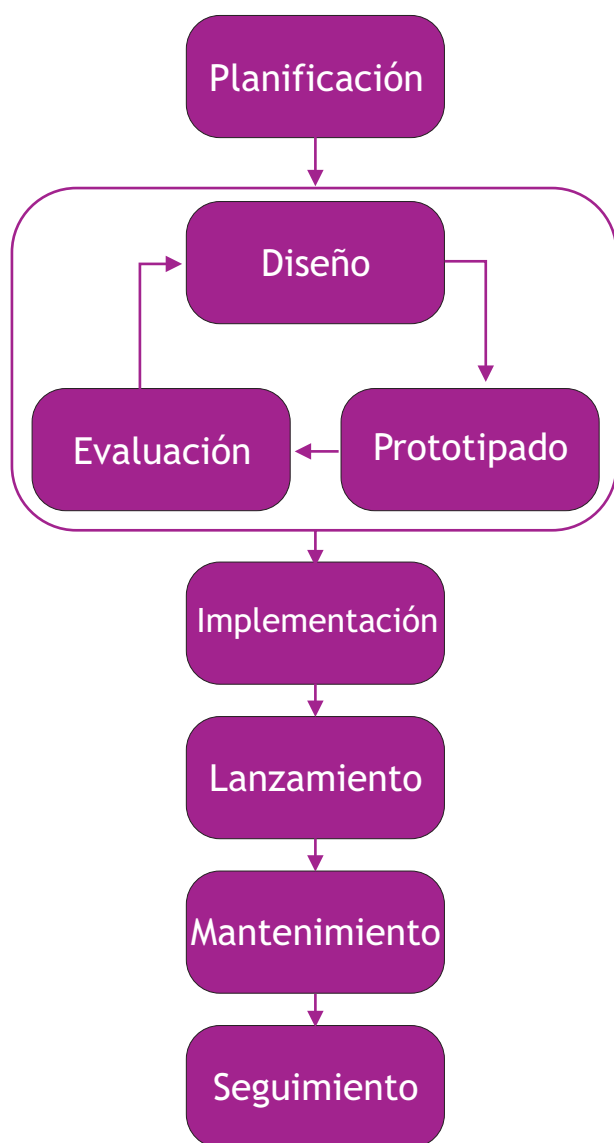 Planificación
Diseño
Evaluación
Prototipado
Implementación
Lanzamiento
Mantenimiento
Seguimiento